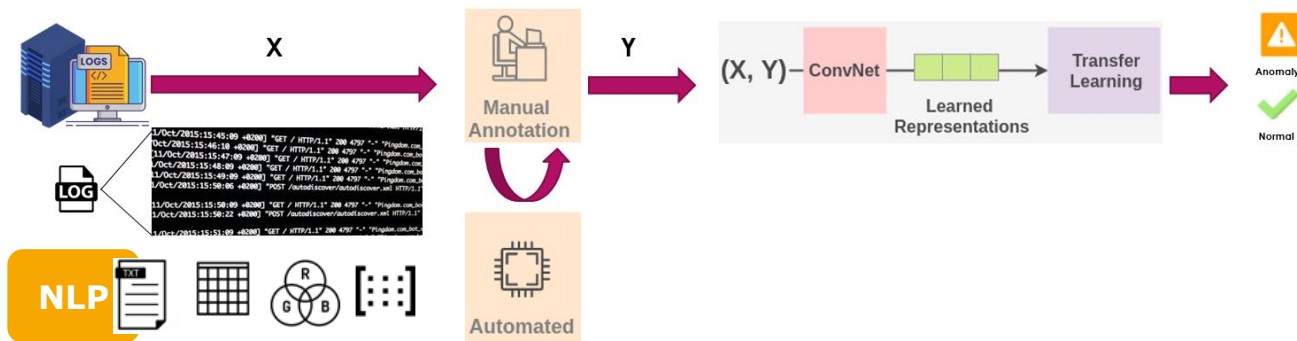 X
Y
LOGS
</>
Manual
Annotation
(X, Y)
ConvNet
Learned
Representations
Transfer
Learning
Anomaly
Normal
LOG
1/Oct/2015:15:45:09 +0200] "GET / HTTP/1.1" 200 4797 "-" "Pingdom.com
/Oct/2015:15:46:10 +0200] "GET / HTTP/1.1" 200 4797 "-" "Pingdom.com_bot
[11/Oct/2015:15:47:09 +0200] "GET / HTTP/1.1" 200 4797 "-" "Pingdom.com
1/Oct/2015:15:48:09 +0200] "GET / HTTP/1.1" 200 4797 "-" "Pingdom.com
11/Oct/2015:15:49:09 +0200] "GET / HTTP/1.1" 200 4797 "-" "Pingdom.com_bo
1/Oct/2015:15:50:06 +0200] "POST /autodiscover/autodiscover.xml HTTP/1.1"
11/Oct/2015:15:50:09 +0200] "GET / HTTP/1.1" 200 4797 "-" "Pingdom.com
1/Oct/2015:15:50:22 +0200] "POST /autodiscover/autodiscover.xml HTTP/1.1"
1/Oct/2015:15:51:09 +0200] "GET / HTTP/1.1" 200 4797 "-" "Pingdom.com_bot
NLP
TXT
R
G B
Automated